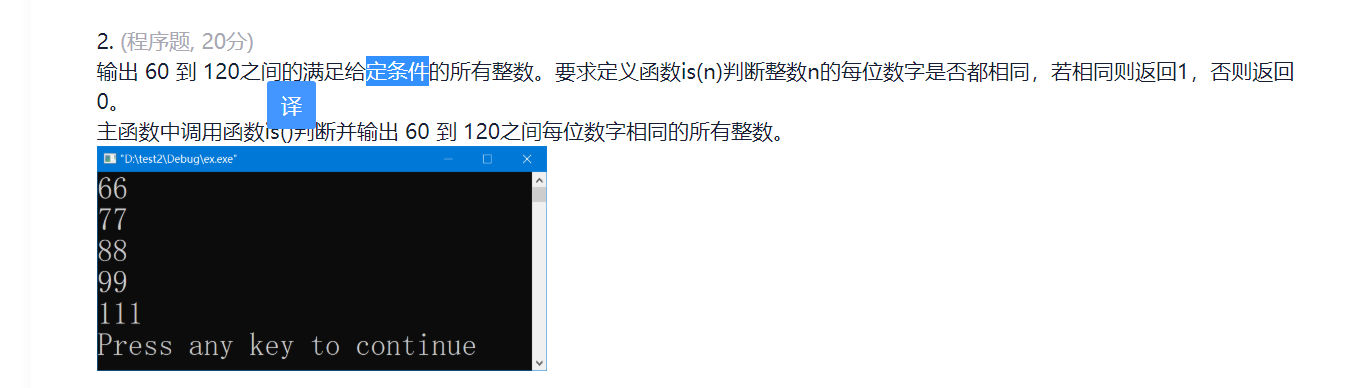 2. (程序题, 20分)
输出 60 到 120之间的满足给定条件的所有整数。要求定义函数is(n)判断整数n的每位数字是否都相同，若相同则返回1，否则返回
0。
译
主函数中调用函数is()判断并输出 60 到 120之间每位数字相同的所有整数。
"D:\test2\Debug\ex.exe"
66
77
88
99
111
Press any key to continue